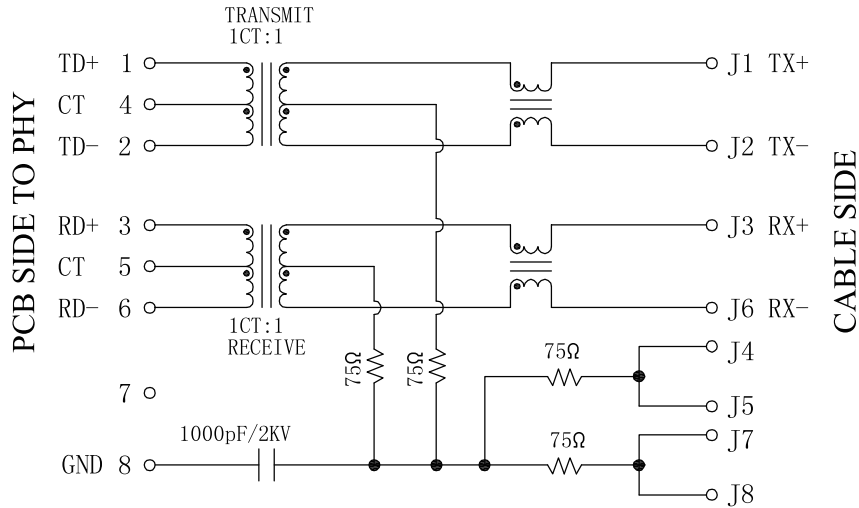 TRANSMIT
1CT:1
TD+ 1
J1 TX+
CT 4
TD- 2
J2 TX-
PCB SIDE TO PHY
CABLE SIDE
RD+ 3
J3 RX+
CT 5
RD- 6
J6 RX-
1CT:1
RECEIVE
75Ω
75Ω
75Ω
J4
7
J5
1000pF/2KV
75Ω
J7
GND 8
J8